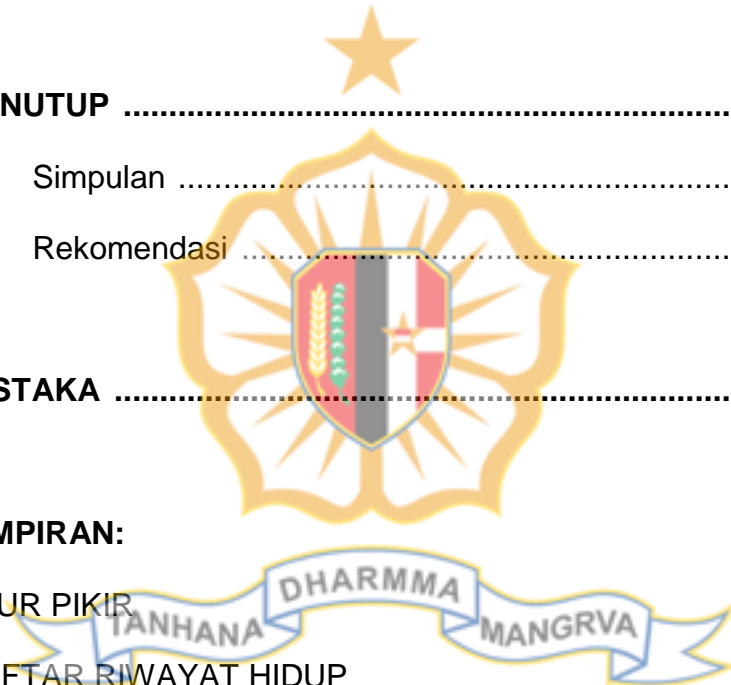 NUTUP ....................................................................
Simpulan ..............................................................
Rekomendasi .......................................................
STAKA ....................................................................
MPIRAN:
UR PIKIR
FTAR RIWAYAT HIDUP
TANHANA DHARMMA MANGRVA